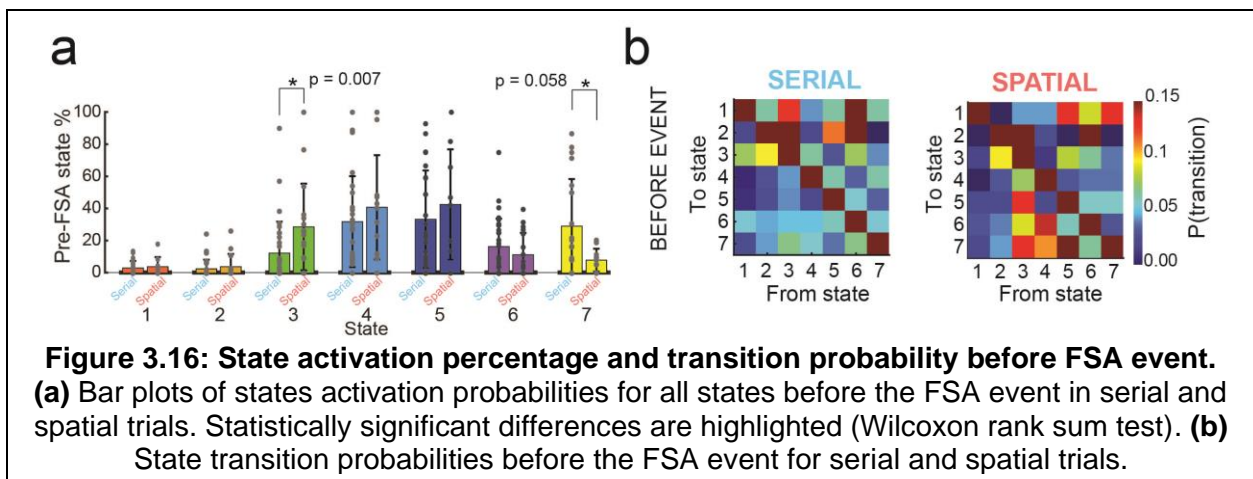 a
b
* p = 0.007
p = 0.058 *
SERIAL
SPATIAL
Pre-FSA state %
100
80
60
40
20
0
Serial Spatial Serial Spatial Serial Spatial Serial Spatial Serial Spatial Serial Spatial Serial Spatial
1 2 3 4 5 6 7
State
BEFORE EVENT
To state
1
2
3
4
5
6
7
1 2 3 4 5 6 7
From state
To state
1
2
3
4
5
6
7
1 2 3 4 5 6 7
From state
0.15
0.1
0.05
0.00
P(transition)
Figure 3.16: State activation percentage and transition probability before FSA event.
(a) Bar plots of states activation probabilities for all states before the FSA event in serial and
spatial trials. Statistically significant differences are highlighted (Wilcoxon rank sum test). (b)
State transition probabilities before the FSA event for serial and spatial trials.